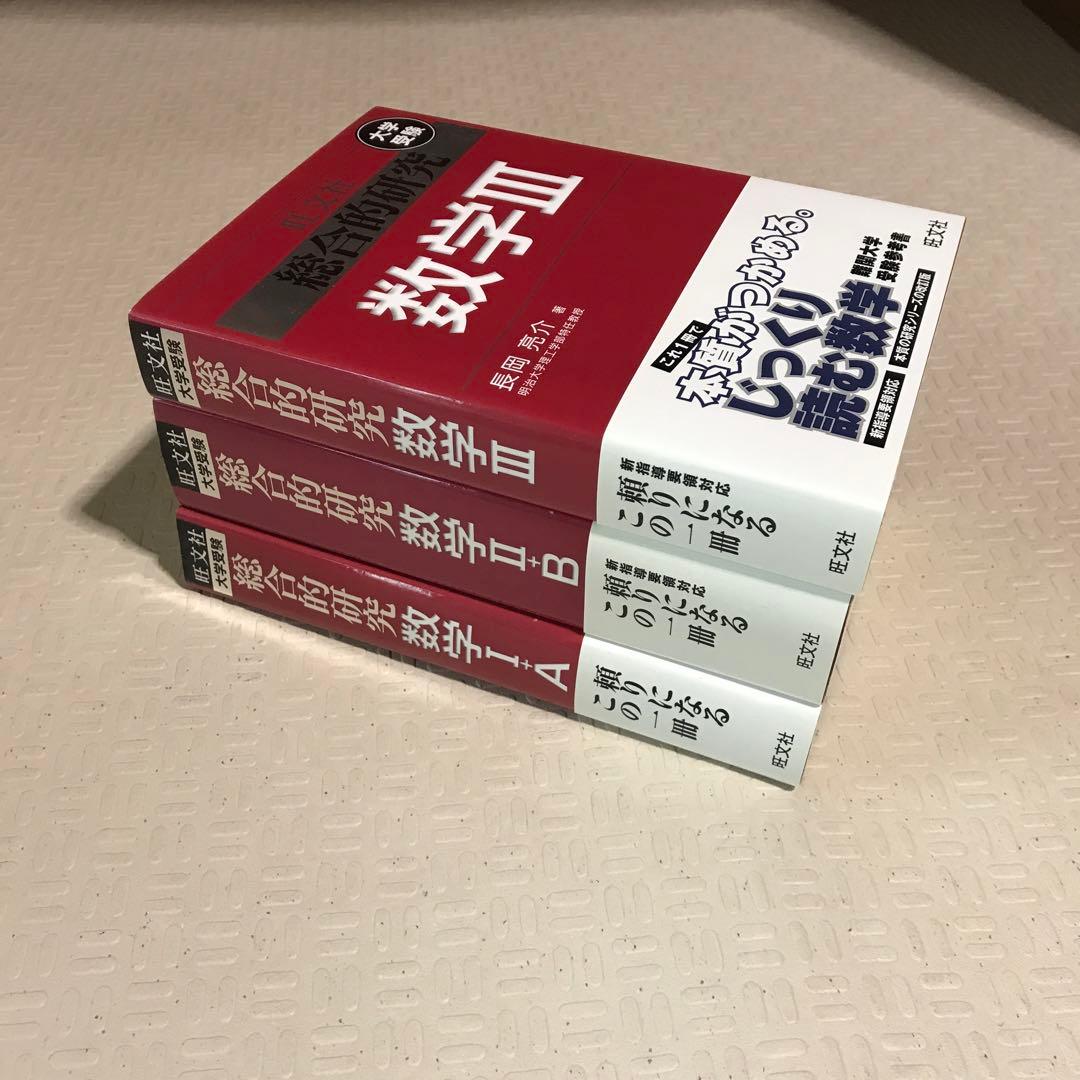 大学
受験
旺文社
総合的研究
数学Ⅲ
長岡 亮介 著
明治大学理工学部特任教授
これ1冊で
本質がつかめる。
じっくり
読む数学
難関大学
受験参考書
新指導要領対応
本質の研究シリーズの改訂版
旺文社
旺文社
大学受験
総合的研究
数学Ⅲ
新指導要領対応
頼りになる
この一冊
旺文社
旺文社
大学受験
総合的研究
数学Ⅱ+B
新指導要領対応
頼りになる
この一冊
旺文社
旺文社
大学受験
総合的研究
数学Ⅰ+A
頼りになる
この一冊
旺文社